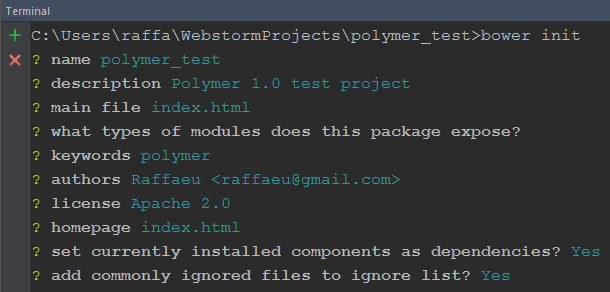 Terminal
C:\Users\raffa\WebstormProjects\polymer_test>bower init
? name polymer_test
? description Polymer 1.0 test project
? main file index.html
? what types of modules does this package expose?
? keywords polymer
? authors Raffaeu <raffaeu@gmail.com>
? license Apache 2.0
? homepage index.html
? set currently installed components as dependencies? Yes
? add commonly ignored files to ignore list? Yes